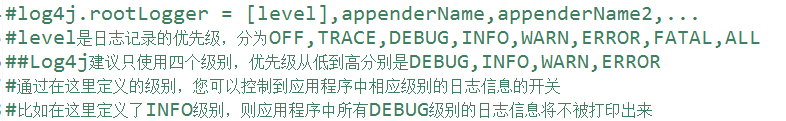 #log4j.rootLogger = [level],appenderName,appenderName2,...
#level是日志记录的优先级，分为OFF,TRACE,DEBUG,INFO,WARN,ERROR,FATAL,ALL
##Log4j建议只使用四个级别，优先级从低到高分别是DEBUG,INFO,WARN,ERROR
#通过在这里定义的级别，您可以控制到应用程序中相应级别的日志信息的开关
#比如在这里定义了INFO级别，则应用程序中所有DEBUG级别的日志信息将不被打印出来